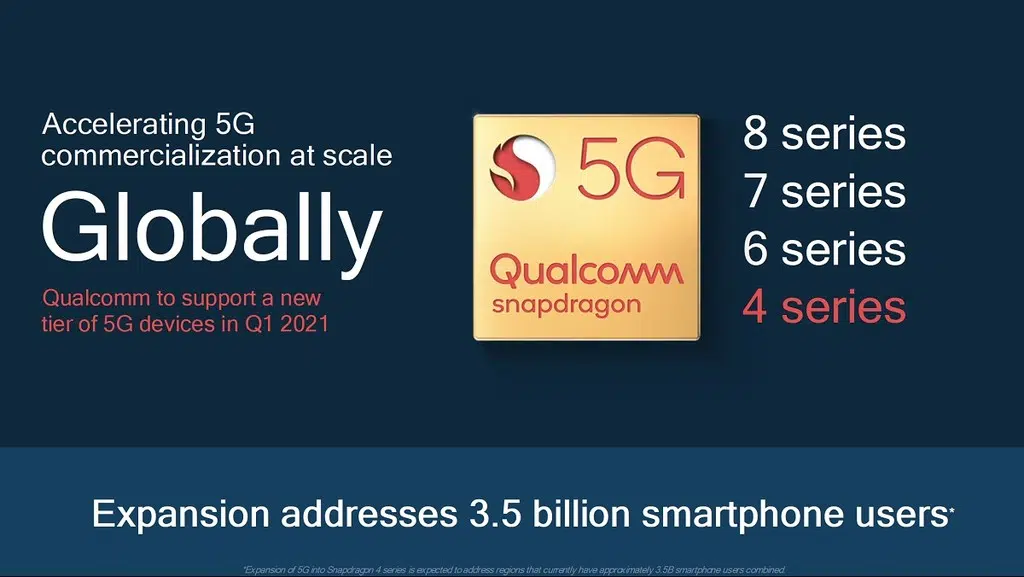 Accelerating 5G
commercialization at scale
Globally
Qualcomm to support a new
tier of 5G devices in Q1 2021
5G
Qualcomm
snapdragon
8 series
7 series
6 series
4 series
Expansion addresses 3.5 billion smartphone users*
*Expansion of 5G into Snapdragon 4 series is expected to address regions that currently have approximately 3.5B smartphone users combined.